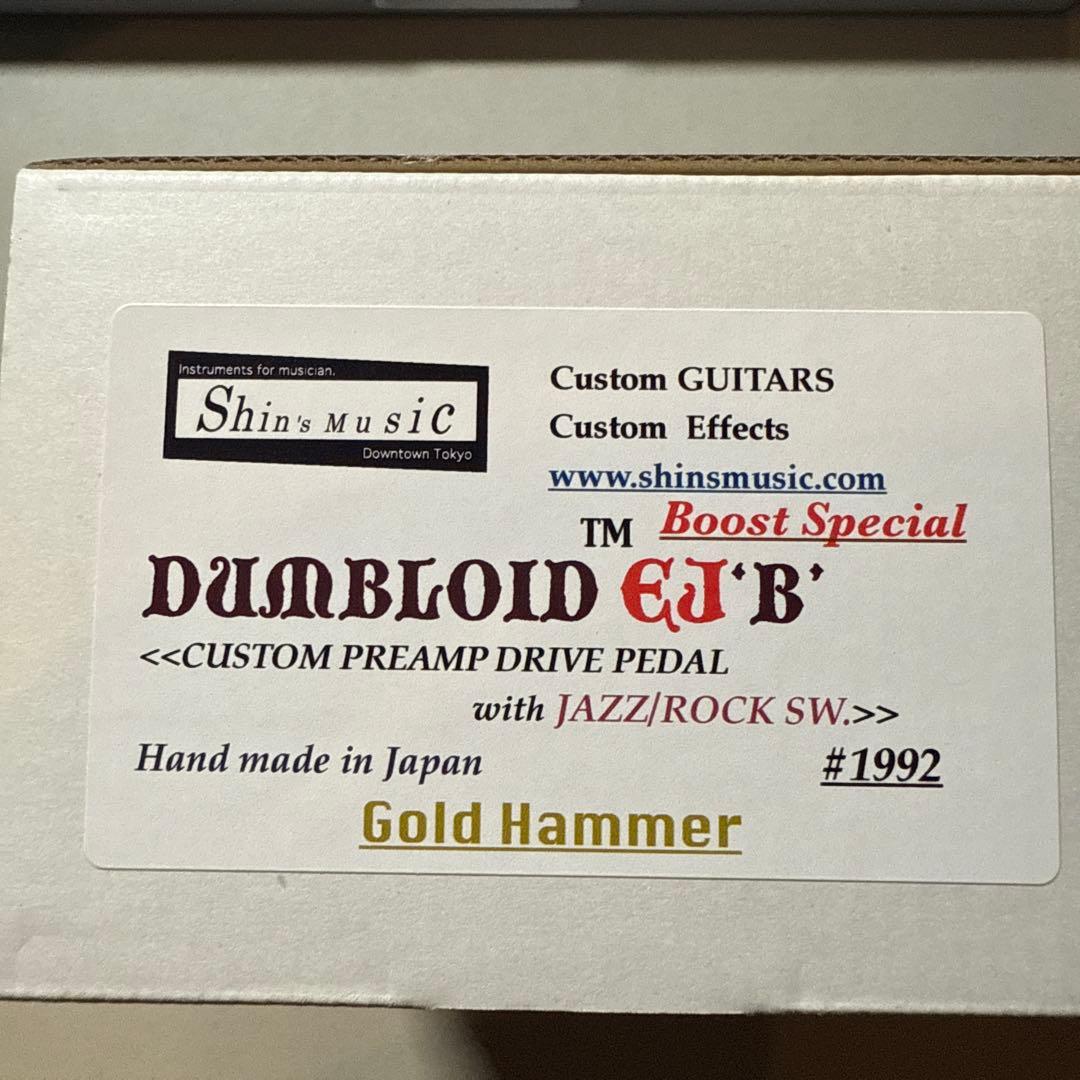 Instruments for musician.
Shin's Music
Downtown Tokyo
Custom GUITARS
Custom Effects
www.shinsmusic.com
TM Boost Special
DUMBLOID EJ'B'
<<CUSTOM PREAMP DRIVE PEDAL
with JAZZ/ROCK SW.>>
Hand made in Japan #1992
Gold Hammer